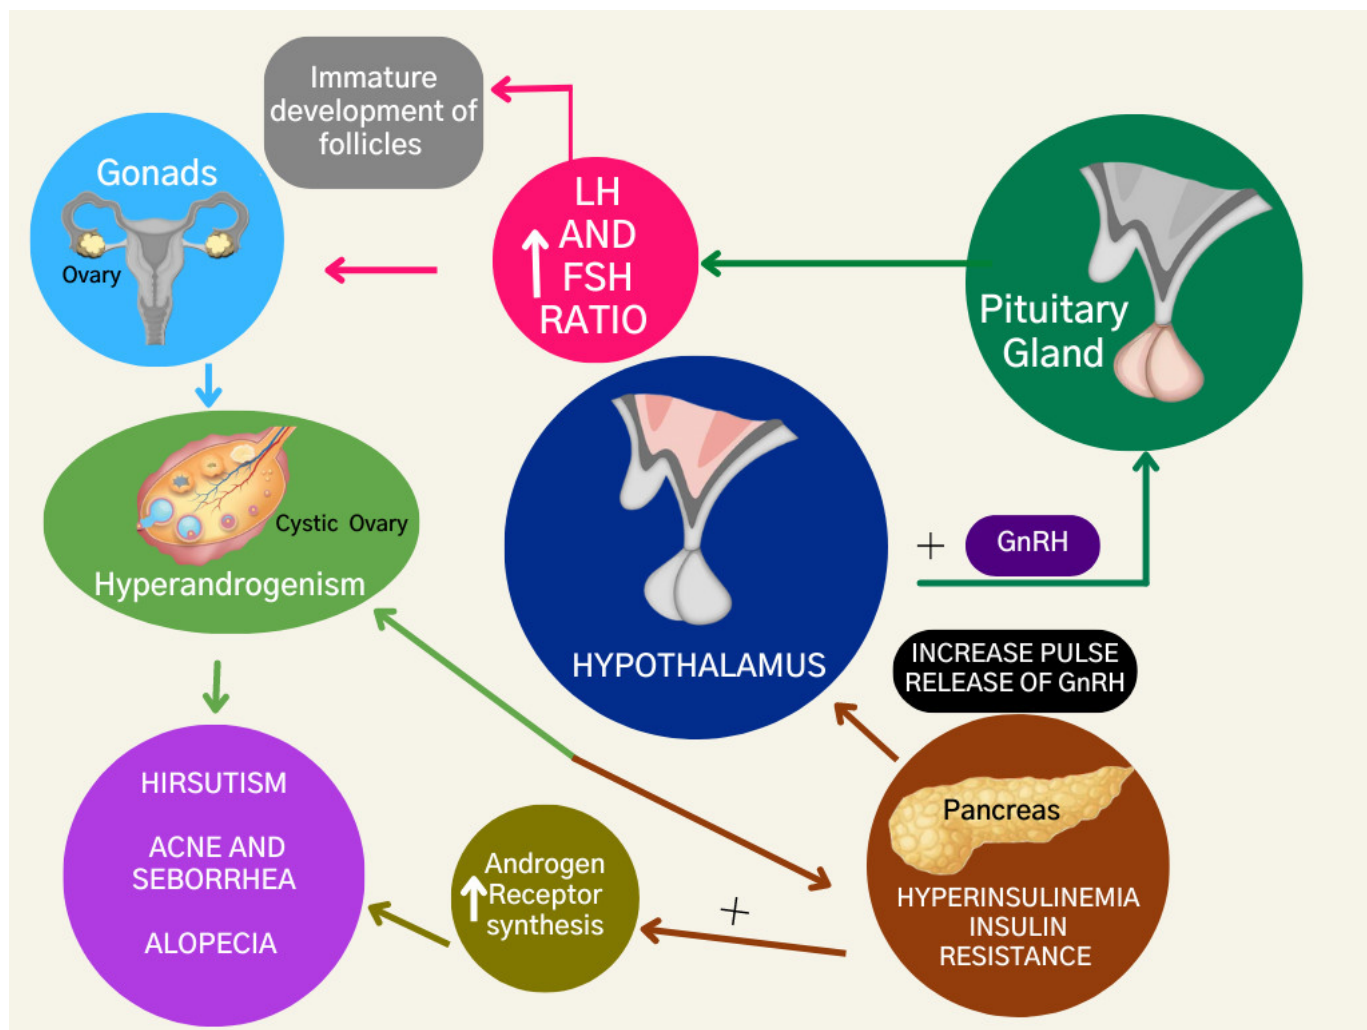 Immature
development of
follicles
Gonads
Ovary
LH
AND
FSH
RATIO
Pituitary
Gland
Cystic Ovary
Hyperandrogenism
HYPOTHALAMUS
+
GnRH
INCREASE PULSE
RELEASE OF GnRH
HIRSUTISM
ACNE AND
SEBORRHEA
ALOPECIA
Androgen
Receptor
synthesis
+
Pancreas
HYPERINSULINEMIA
INSULIN
RESISTANCE